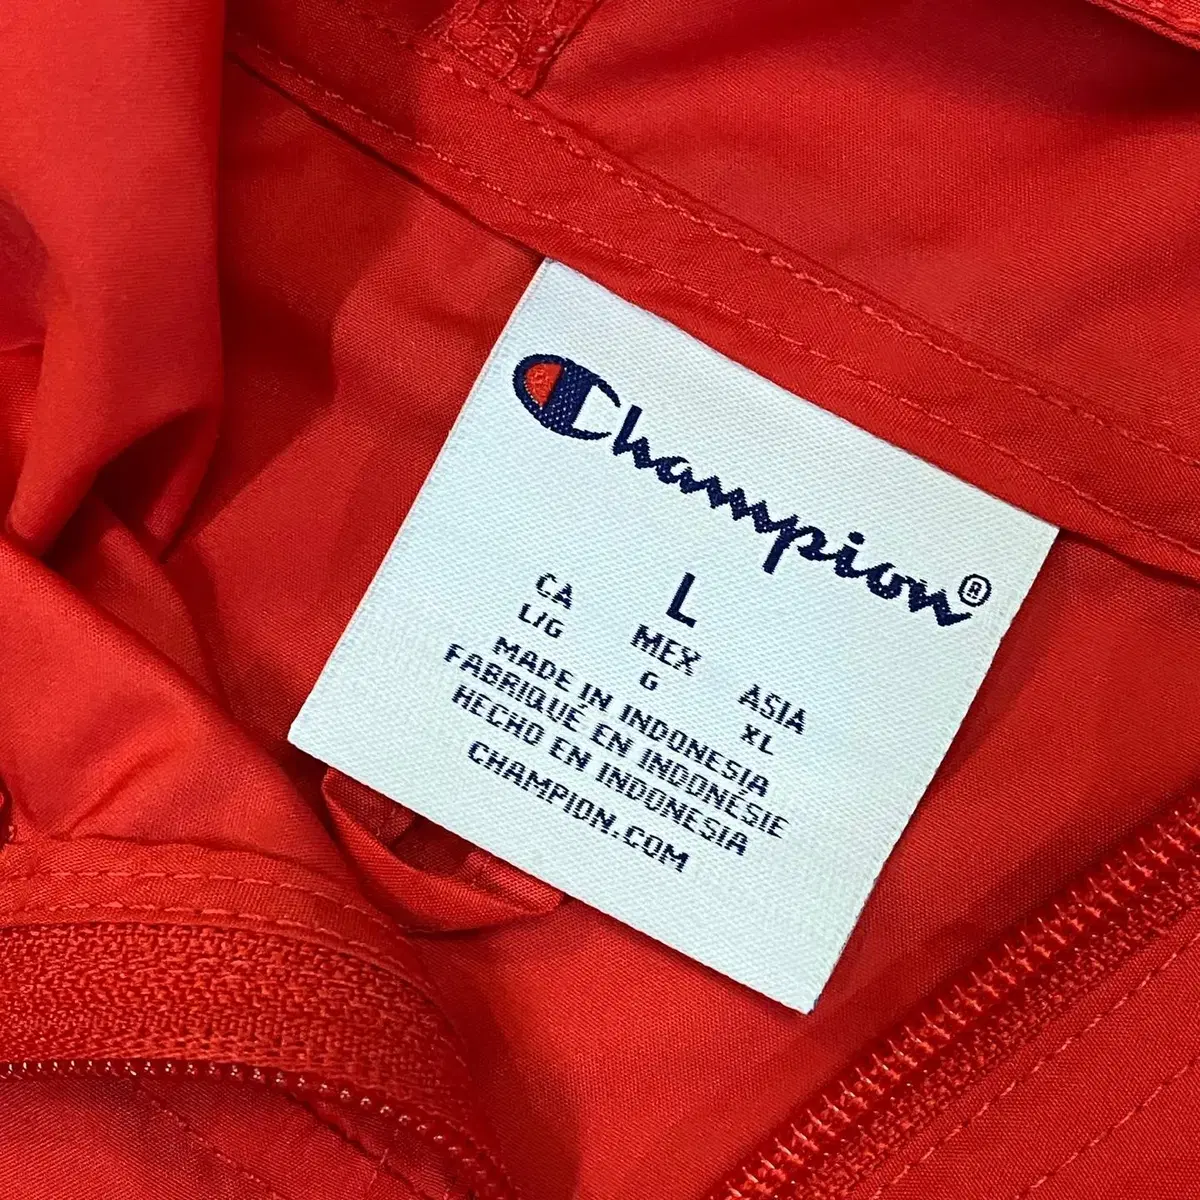 Champion®
L
CA MEX ASIA
L/G G XL
MADE IN INDONESIA
FABRIQUÉ EN INDONÉSIE
HECHO EN INDONESIA
CHAMPION.COM